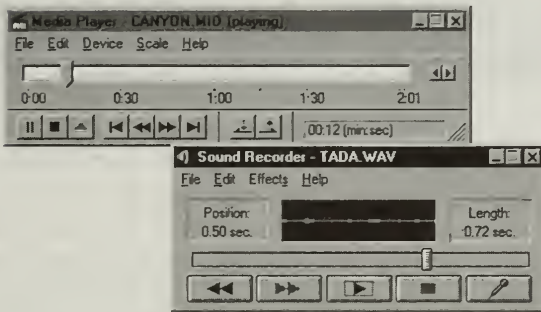 Media Player - CANYON.MID (playing)
File Edit Device Scale Help
0:00 0:30 1:00 1:30 2:01
00:12 (min:sec)
Sound Recorder - TADA.WAV
File Edit Effects Help
Position:
0.50 sec.
Length:
0.72 sec.